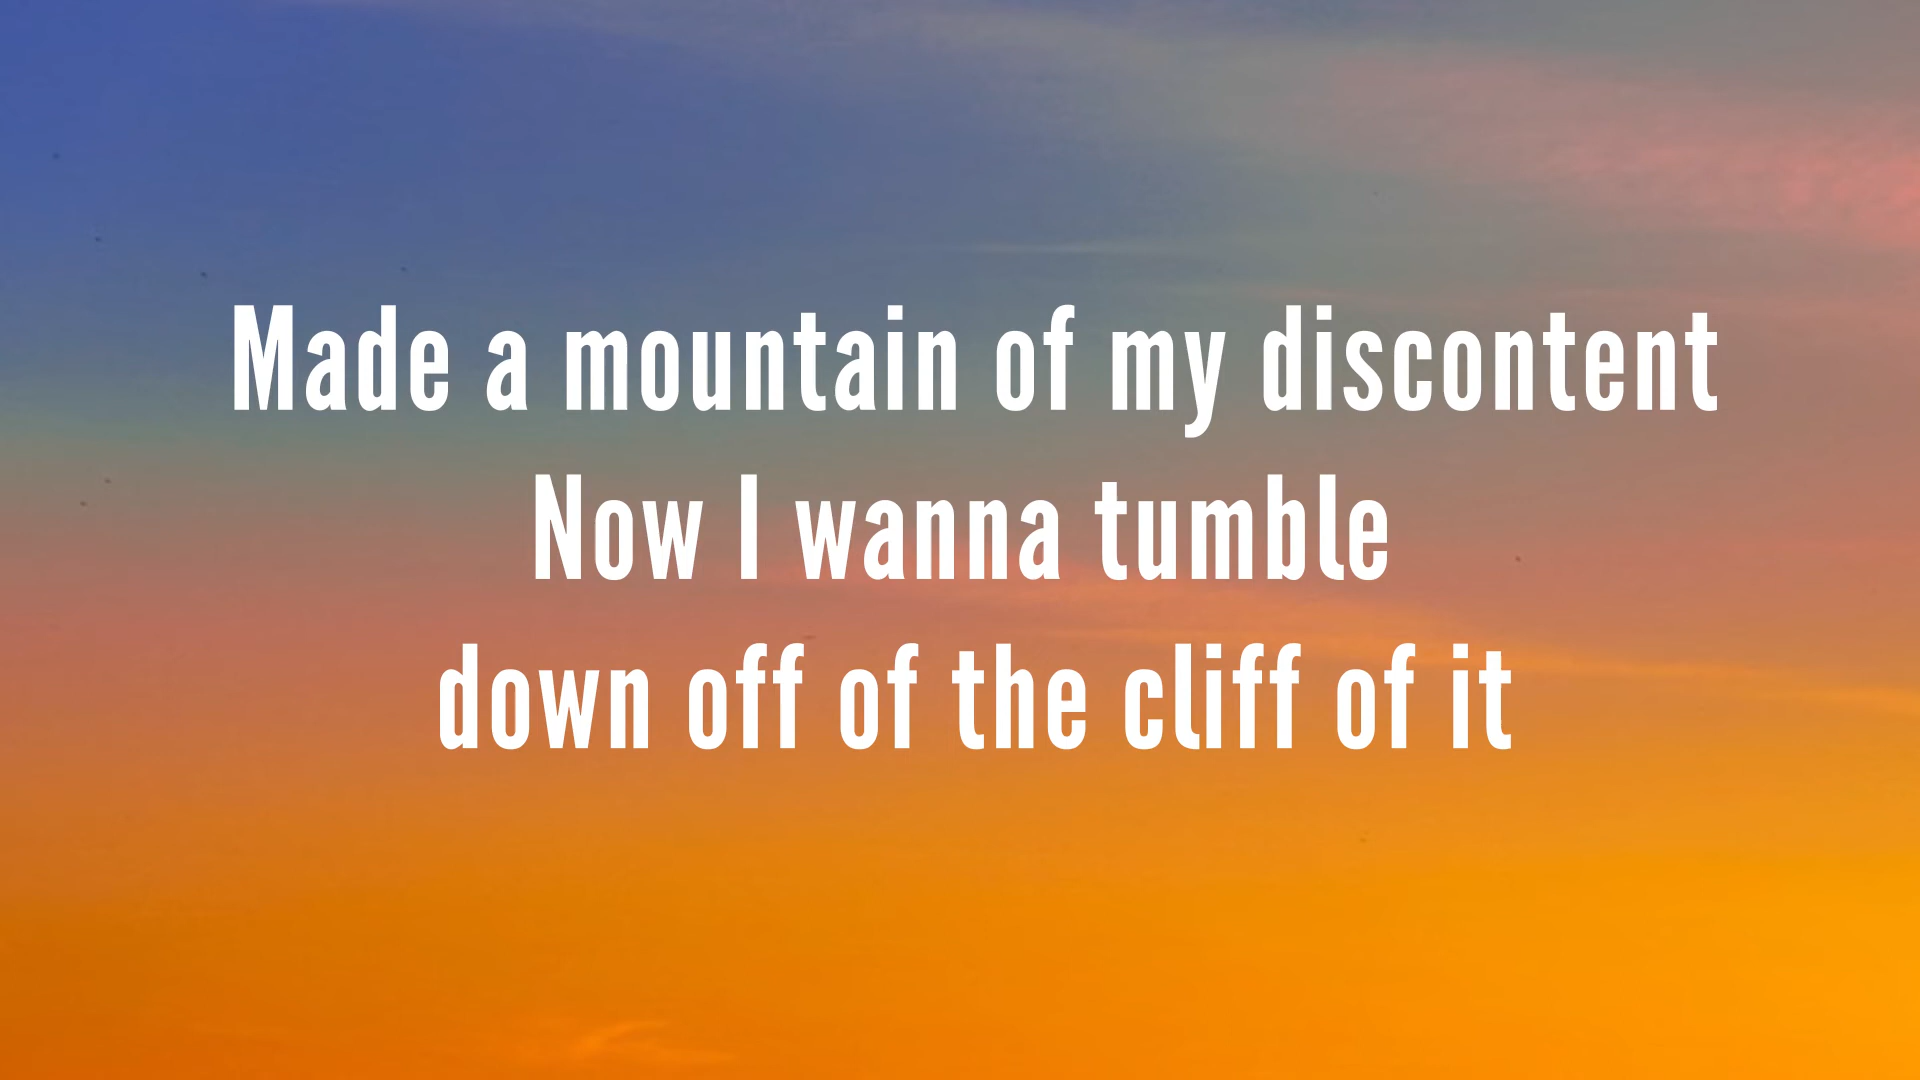 Made a mountain of my discontent
Now I wanna tumble
down off of the cliff of it